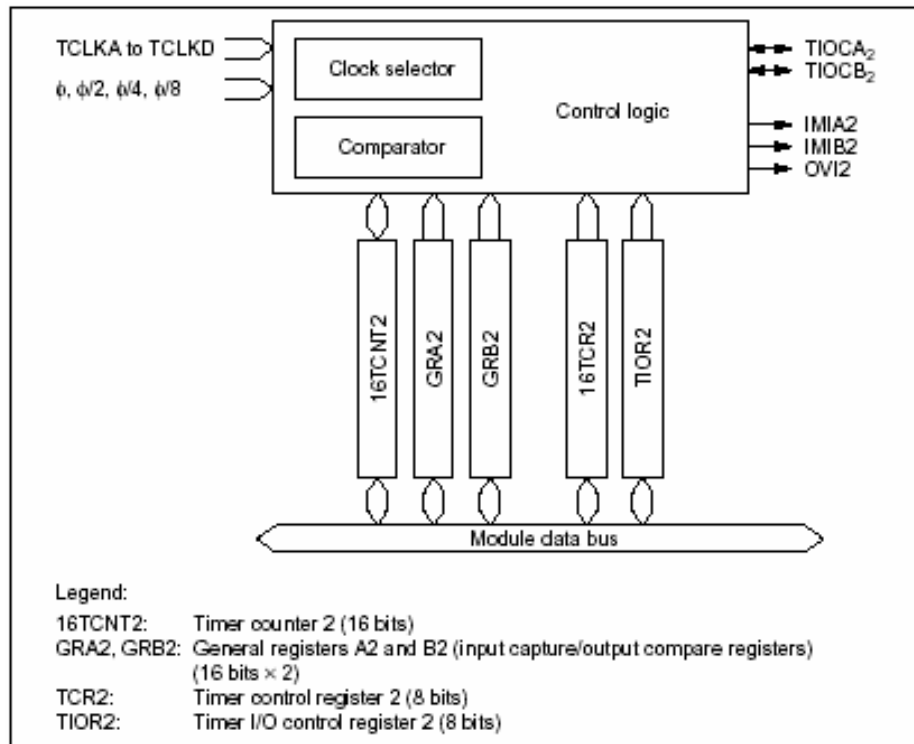 TCLKA to TCLKD
ϕ, ϕ/2, ϕ/4, ϕ/8
Clock selector
Comparator
Control logic
TIOCA2
TIOCB2
IMIA2
IMIB2
OVI2
16TCNT2
GRA2
GRB2
16TCR2
TIOR2
Module data bus
Legend:
16TCNT2: Timer counter 2 (16 bits)
GRA2, GRB2: General registers A2 and B2 (input capture/output compare registers)
(16 bits × 2)
TCR2: Timer control register 2 (8 bits)
TIOR2: Timer I/O control register 2 (8 bits)